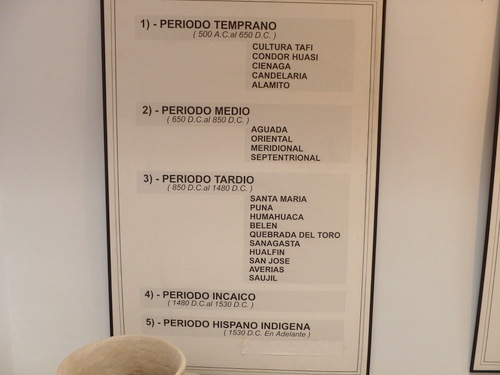 1) - PERIODO TEMPRANO
( 500 A.C.al 650 D.C. )
CULTURA TAFI
CONDOR HUASI
CIENAGA
CANDELARIA
ALAMITO
2) - PERIODO MEDIO
( 650 D.C.al 850 D.C. )
AGUADA
ORIENTAL
MERIDIONAL
SEPTENTRIONAL
3) - PERIODO TARDIO
( 850 D.C.al 1480 D.C. )
SANTA MARIA
PUNA
HUMAHUACA
BELEN
QUEBRADA DEL TORO
SANAGASTA
HUALFIN
SAN JOSE
AVERIAS
SAUJIL
4) - PERIODO INCAICO
( 1480 D.C.al 1530 D.C. )
5) - PERIODO HISPANO INDIGENA
( 1530 D.C. En Adelante )